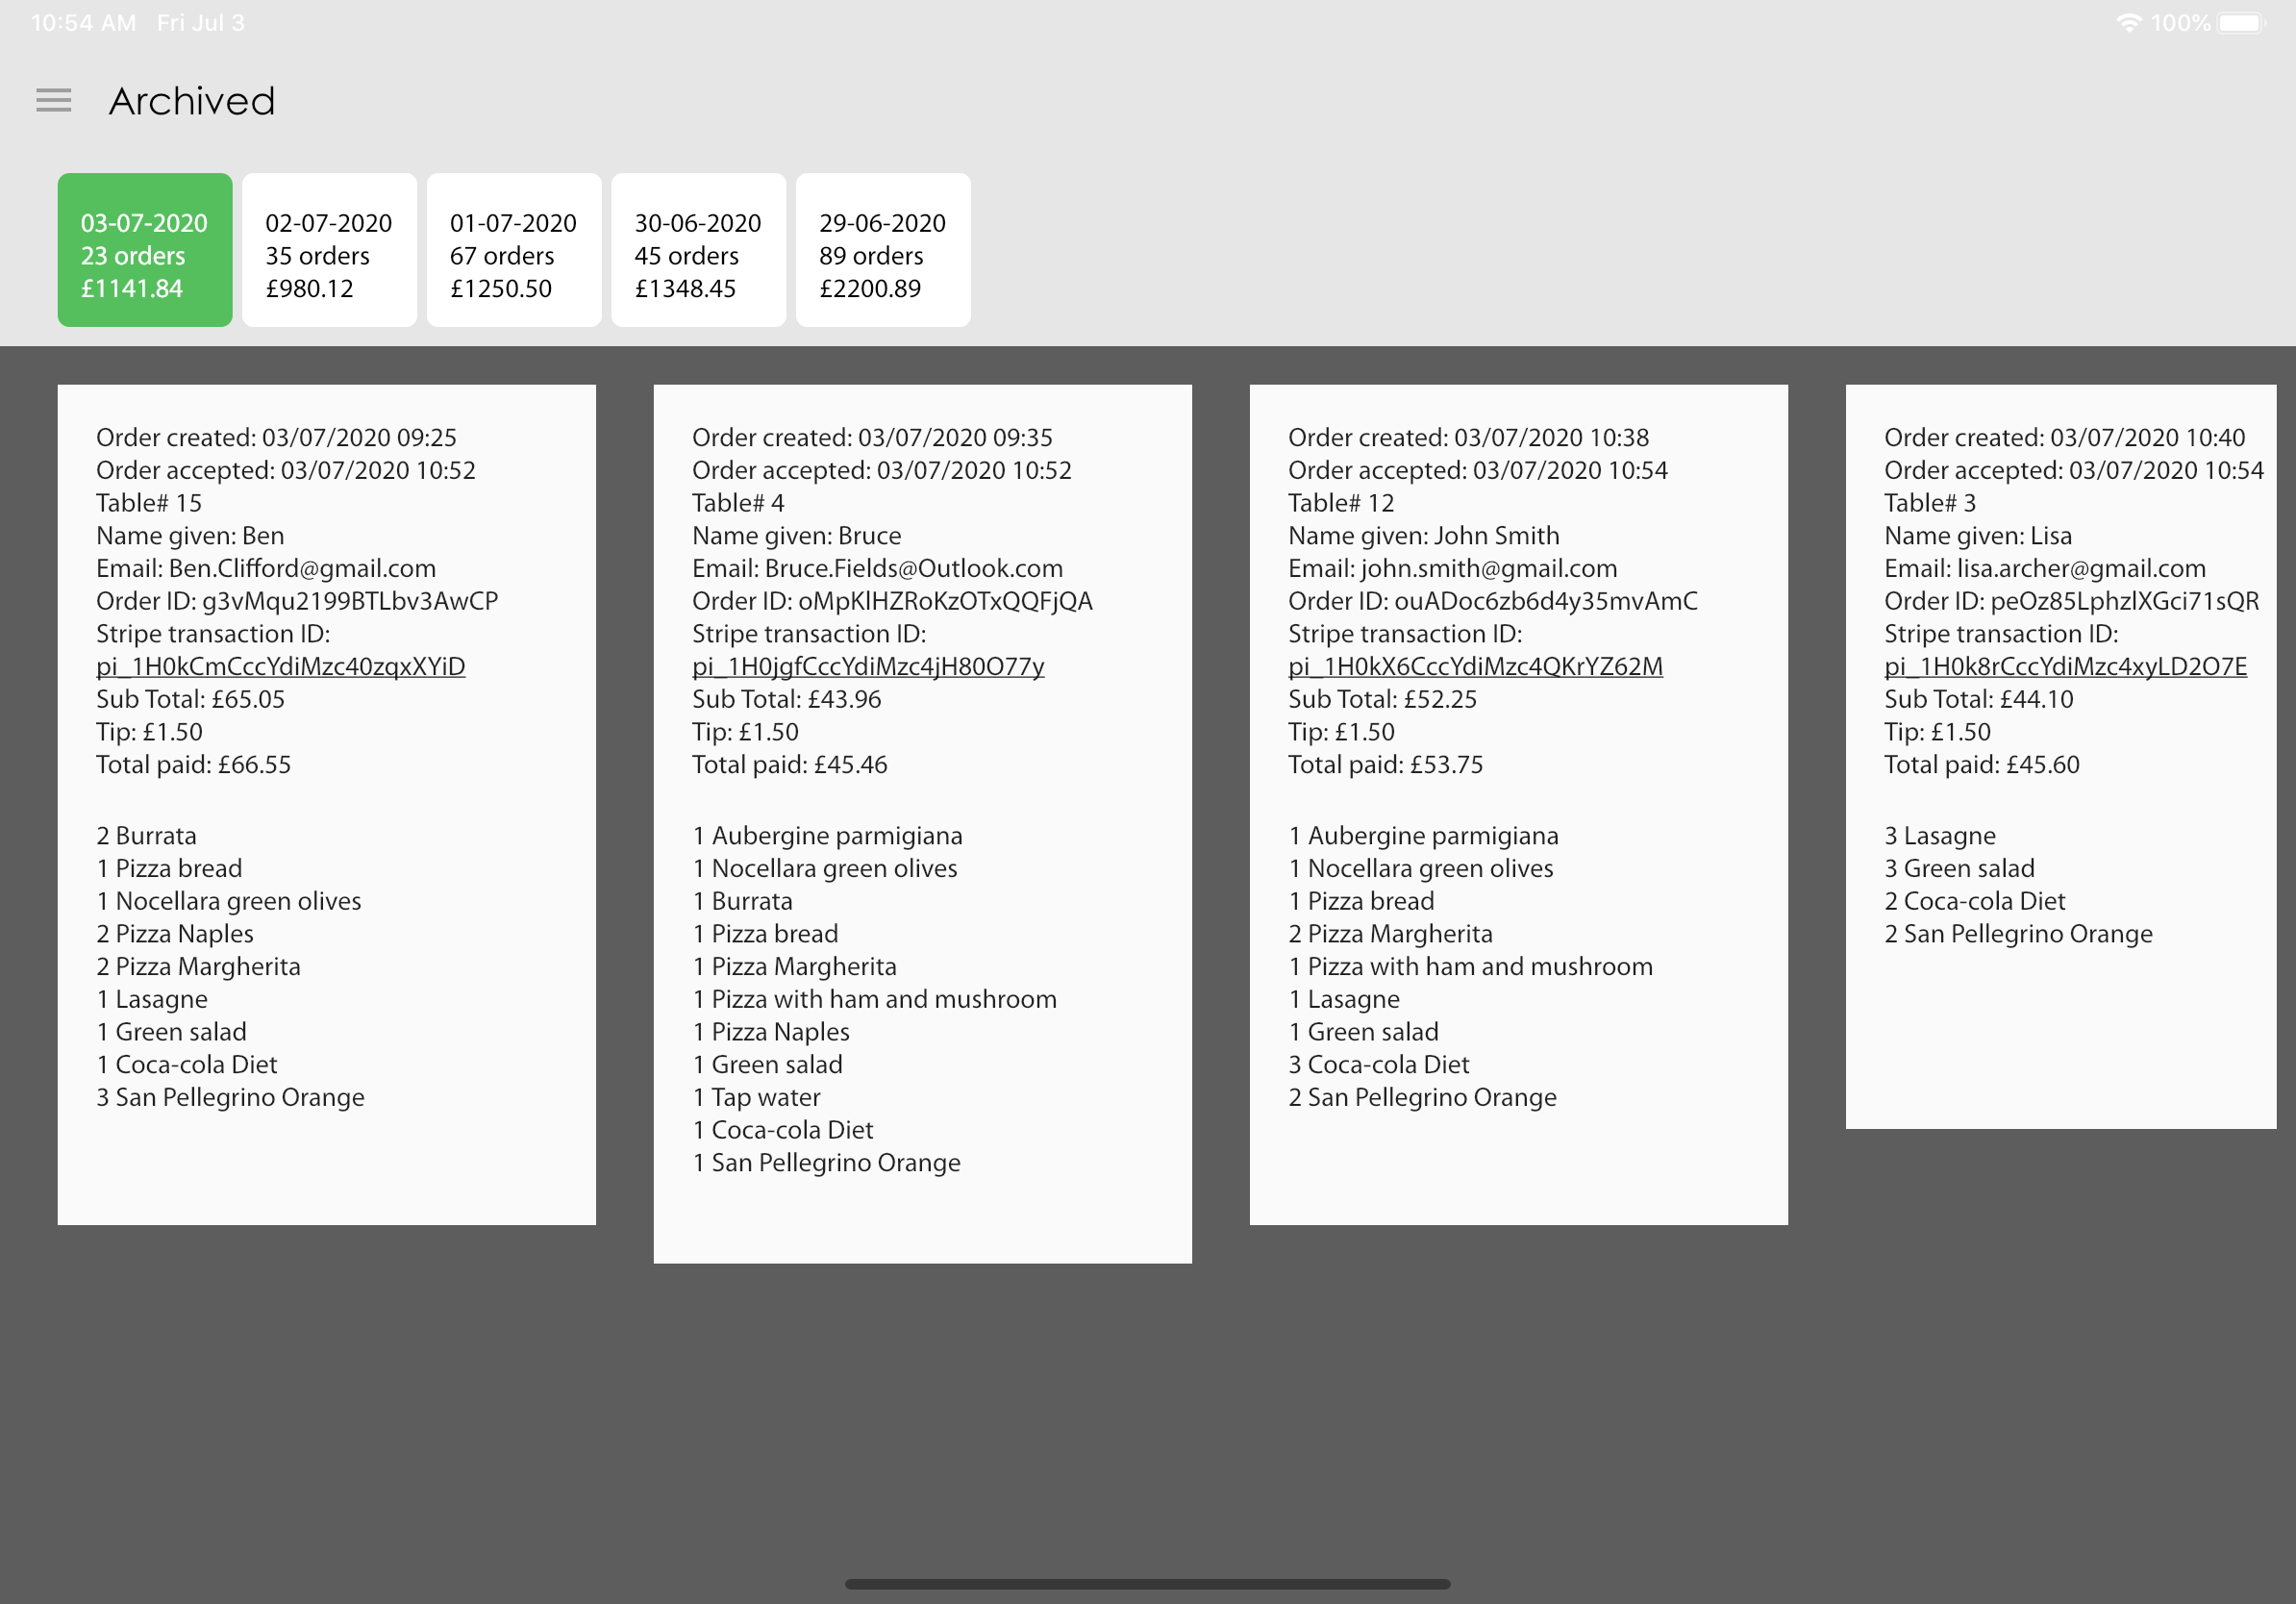 10:54 AM Fri Jul 3
100%
Archived
03-07-2020
23 orders
£1141.84
02-07-2020
35 orders
£980.12
01-07-2020
67 orders
£1250.50
30-06-2020
45 orders
£1348.45
29-06-2020
89 orders
£2200.89
Order created: 03/07/2020 09:25
Order accepted: 03/07/2020 10:52
Table# 15
Name given: Ben
Email: Ben.Clifford@gmail.com
Order ID: g3vMqu2199BTLbv3AwCP
Stripe transaction ID:
pi_1H0kCmCccYdiMzc40zqxXYiD
Sub Total: £65.05
Tip: £1.50
Total paid: £66.55
2 Burrata
1 Pizza bread
1 Nocellara green olives
2 Pizza Naples
2 Pizza Margherita
1 Lasagne
1 Green salad
1 Coca-cola Diet
3 San Pellegrino Orange
Order created: 03/07/2020 09:35
Order accepted: 03/07/2020 10:52
Table# 4
Name given: Bruce
Email: Bruce.Fields@Outlook.com
Order ID: oMpKlHZRoKzOTxQQFjQA
Stripe transaction ID:
pi_1H0jgfCccYdiMzc4jH80O77y
Sub Total: £43.96
Tip: £1.50
Total paid: £45.46
1 Aubergine parmigiana
1 Nocellara green olives
1 Burrata
1 Pizza bread
1 Pizza Margherita
1 Pizza with ham and mushroom
1 Pizza Naples
1 Green salad
1 Tap water
1 Coca-cola Diet
1 San Pellegrino Orange
Order created: 03/07/2020 10:38
Order accepted: 03/07/2020 10:54
Table# 12
Name given: John Smith
Email: john.smith@gmail.com
Order ID: ouADoc6zb6d4y35mvAmC
Stripe transaction ID:
pi_1H0kX6CccYdiMzc4QKrYZ62M
Sub Total: £52.25
Tip: £1.50
Total paid: £53.75
1 Aubergine parmigiana
1 Nocellara green olives
1 Pizza bread
2 Pizza Margherita
1 Pizza with ham and mushroom
1 Lasagne
1 Green salad
3 Coca-cola Diet
2 San Pellegrino Orange
Order created: 03/07/2020 10:40
Order accepted: 03/07/2020 10:54
Table# 3
Name given: Lisa
Email: lisa.archer@gmail.com
Order ID: peOz85LphzlXGci71sQR
Stripe transaction ID:
pi_1H0k8rCccYdiMzc4xyLD2O7E
Sub Total: £44.10
Tip: £1.50
Total paid: £45.60
3 Lasagne
3 Green salad
2 Coca-cola Diet
2 San Pellegrino Orange